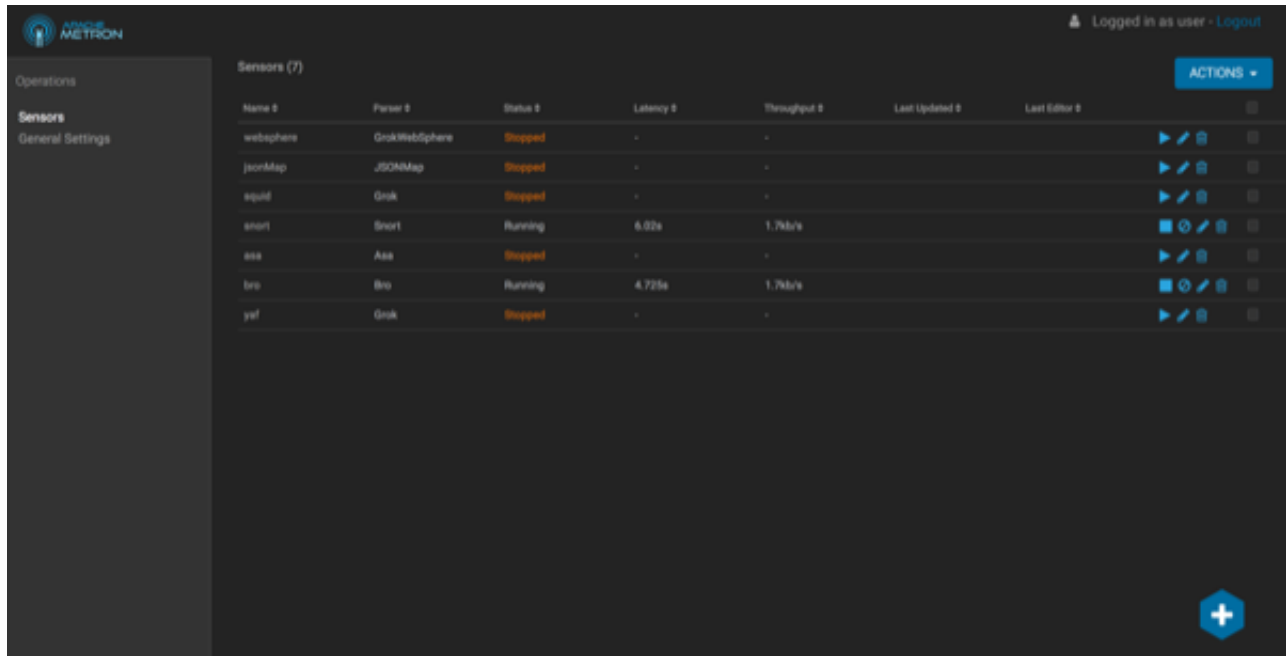 APACHE
METRON
Logged in as user - Logout
Operations
Sensors
General Settings
Sensors (7)
ACTIONS
Name Parser Status Latency Throughput Last Updated Last Editor
websphere GrokWebSphere Stopped - -
jsonMap JSONMap Stopped - -
squid Grok Stopped - -
snort Snort Running 6.02s 1.7kb/s
asa Asa Stopped - -
bro Bro Running 4.725s 1.7kb/s
yaf Grok Stopped - -